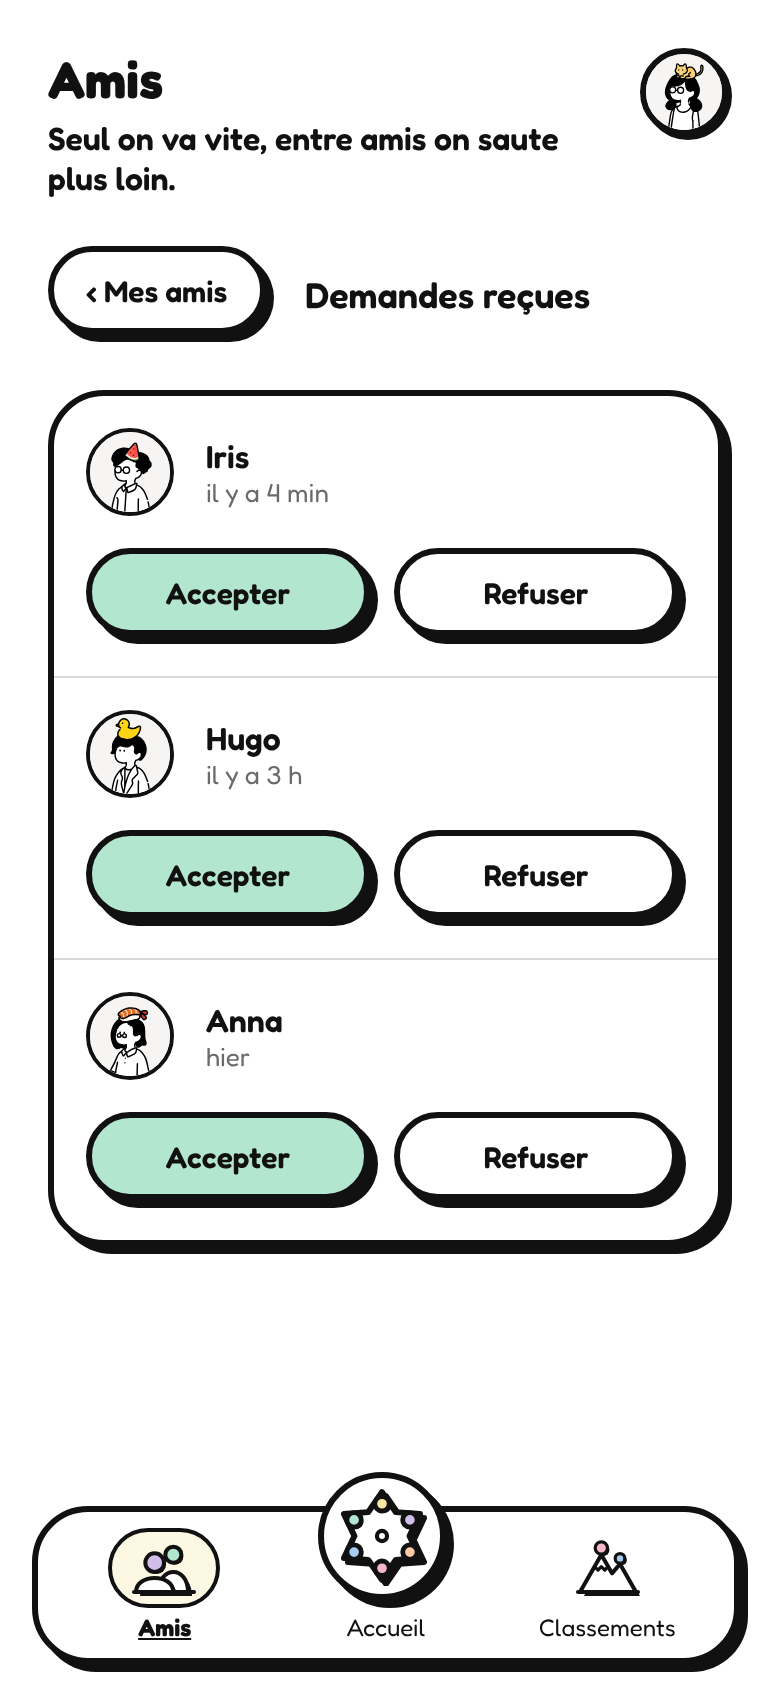 Amis
Seul on va vite, entre amis on saute
plus loin.
‹ Mes amis
Demandes reçues
Iris
il y a 4 min
Accepter
Refuser
Hugo
il y a 3 h
Accepter
Refuser
Anna
hier
Accepter
Refuser
Amis
Accueil
Classements